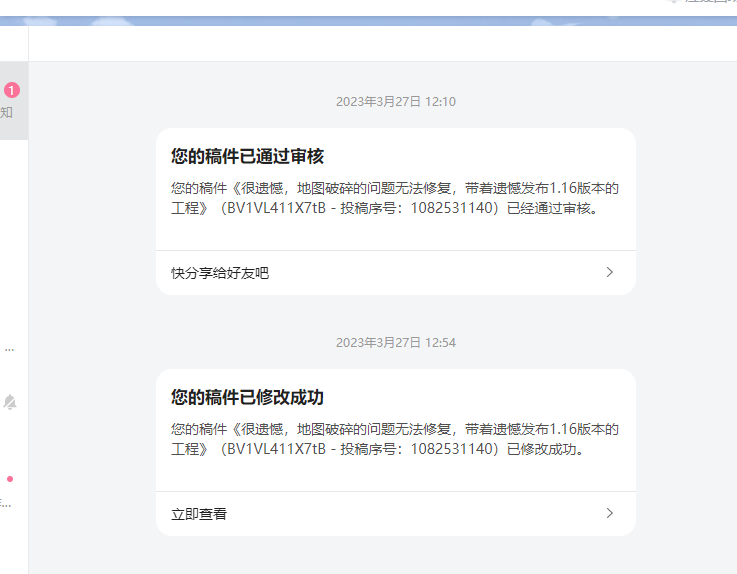 2023年3月27日 12:10
1
知
您的稿件已通过审核
您的稿件《很遗憾，地图破碎的问题无法修复，带着遗憾发布1.16版本的
工程》（BV1VL411X7tB - 投稿序号：1082531140）已经通过审核。
快分享给好友吧
2023年3月27日 12:54
...
您的稿件已修改成功
您的稿件《很遗憾，地图破碎的问题无法修复，带着遗憾发布1.16版本的
工程》（BV1VL411X7tB - 投稿序号：1082531140）已修改成功。
立即查看